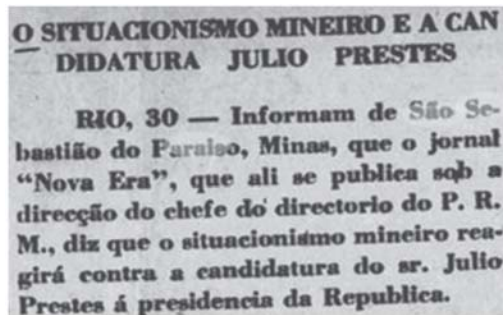 O SITUACIONISMO MINEIRO E A CAN
DIDATURA JULIO PRESTES
RIO, 30 — Informam de São Se-
bastião do Paraiso, Minas, que o jornal
"Nova Era", que ali se publica sob a
direcção do chefe do directorio do P. R.
M., diz que o situacionismo mineiro rea-
girá contra a candidatura do sr. Julio
Prestes á presidencia da Republica.